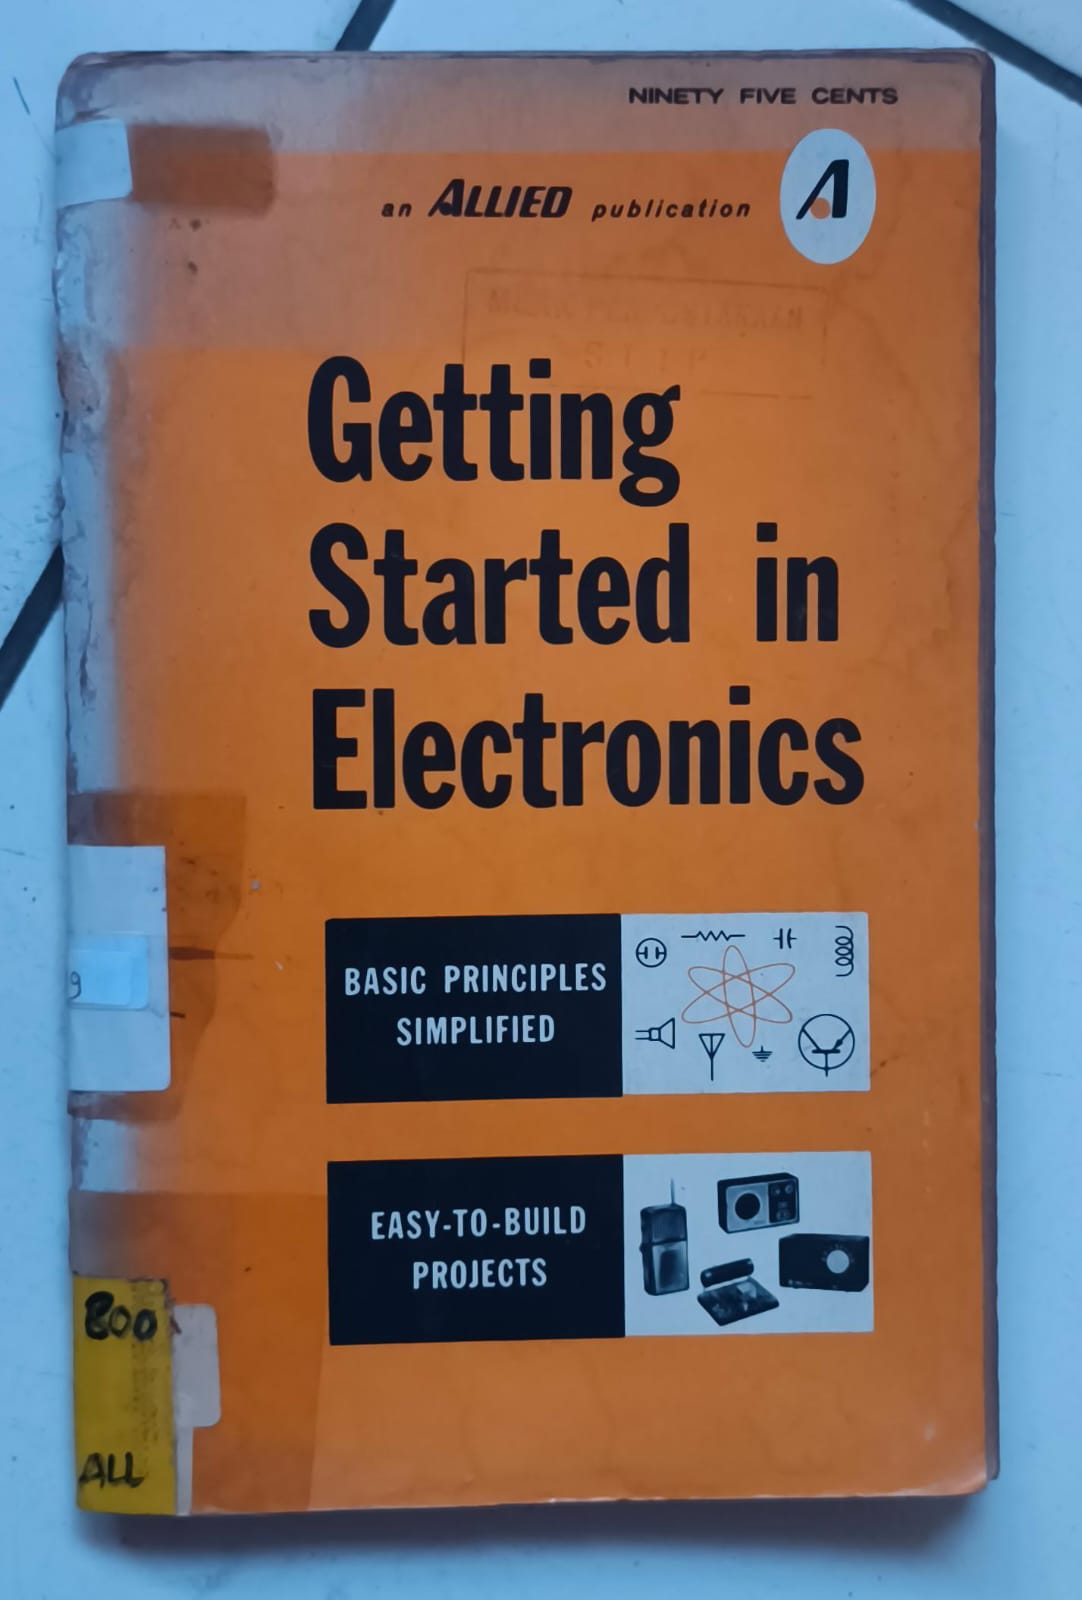 NINETY FIVE CENTS
an ALLIED publication
A
Getting
Started in
Electronics
BASIC PRINCIPLES
SIMPLIFIED
EASY-TO-BUILD
PROJECTS
9
800
ALL